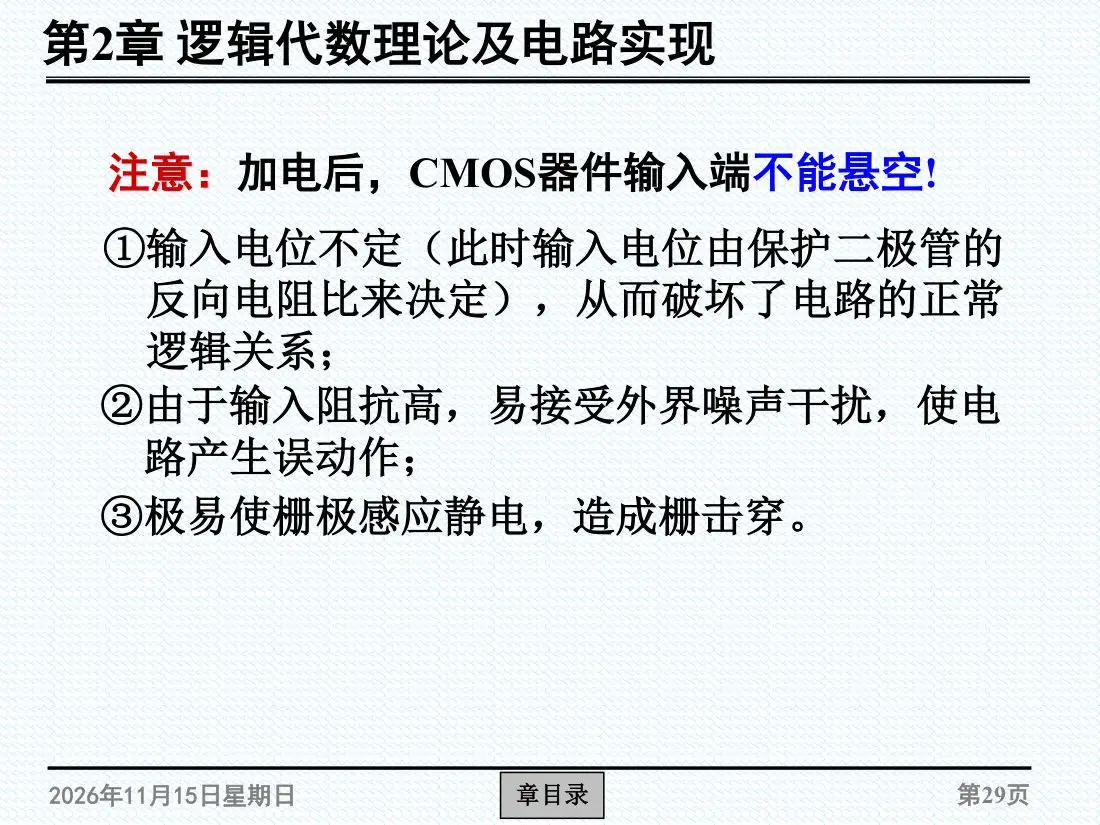 第2章 逻辑代数理论及电路实现
注意：加电后，CMOS器件输入端不能悬空!
①输入电位不定（此时输入电位由保护二极管的
反向电阻比来决定），从而破坏了电路的正常
逻辑关系；
②由于输入阻抗高，易接受外界噪声干扰，使电
路产生误动作；
③极易使栅极感应静电，造成栅击穿。
2026年11月15日星期日
章目录
第29页